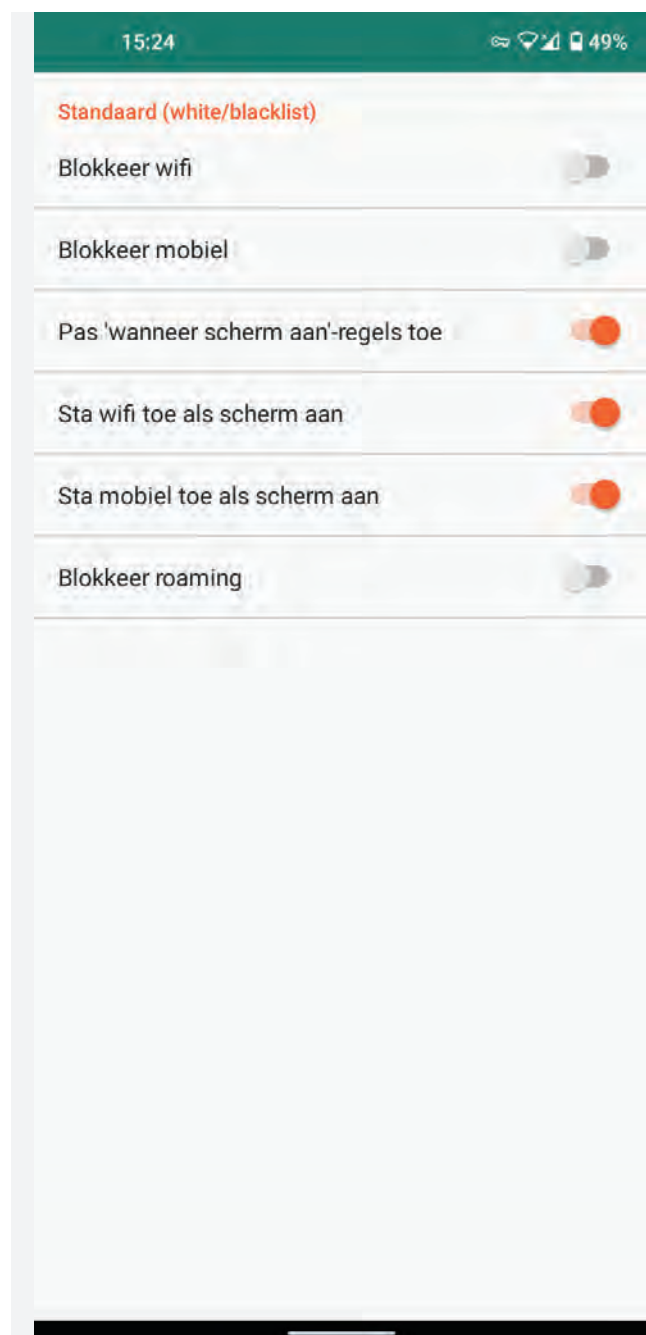 15:24 49%
Standaard (white/blacklist)
Blokkeer wifi
Blokkeer mobiel
Pas 'wanneer scherm aan'-regels toe
Sta wifi toe als scherm aan
Sta mobiel toe als scherm aan
Blokkeer roaming